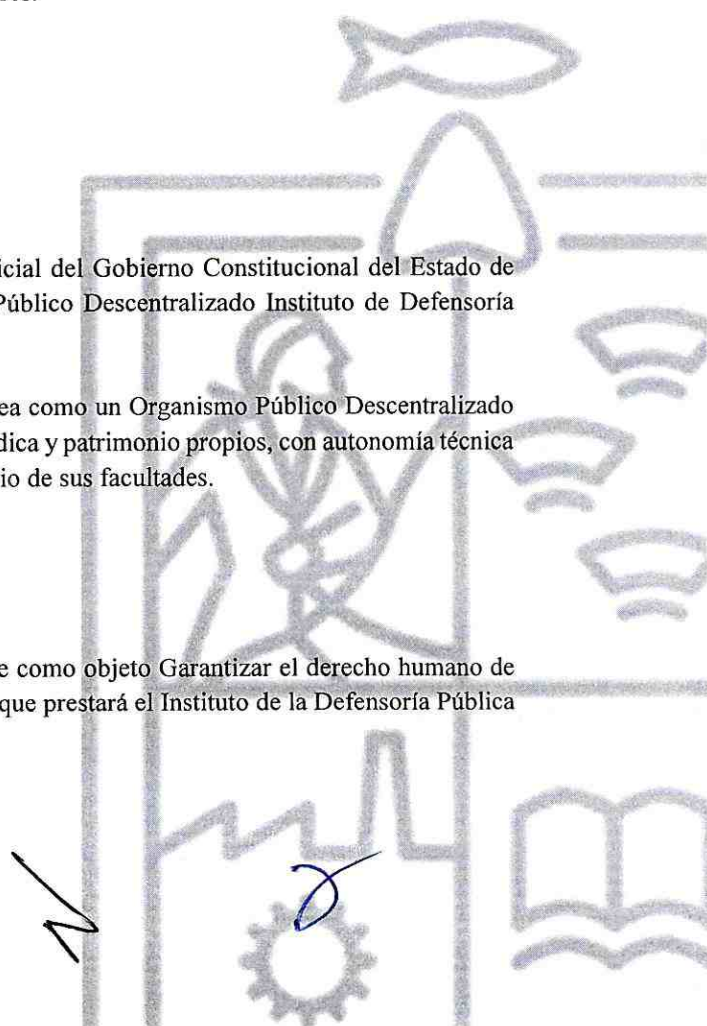 icial del Gobierno Constitucional del Estado de
Público Descentralizado Instituto de Defensoría
ea como un Organismo Público Descentralizado
dica y patrimonio propios, con autonomía técnica
io de sus facultades.
e como objeto Garantizar el derecho humano de
que prestará el Instituto de la Defensoría Pública